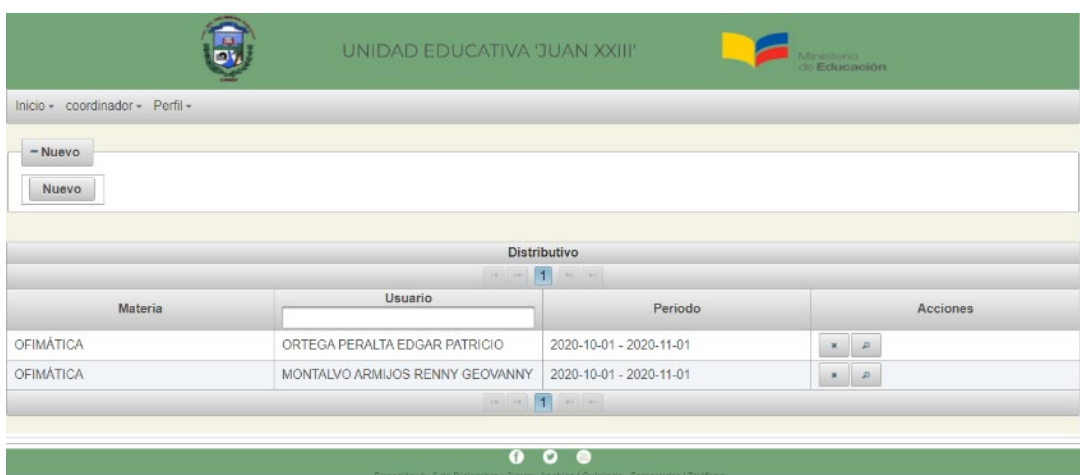 UNIDAD EDUCATIVA 'JUAN XXIII'
Ministerio
de Educación
Inicio coordinador Perfil
Nuevo
Nuevo
Distributivo
1
Materia Usuario Período Acciones
OFIMÁTICA ORTEGA PERALTA EDGAR PATRICIO 2020-10-01 - 2020-11-01
OFIMÁTICA MONTALVO ARMIJOS RENNY GEOVANNY 2020-10-01 - 2020-11-01
1